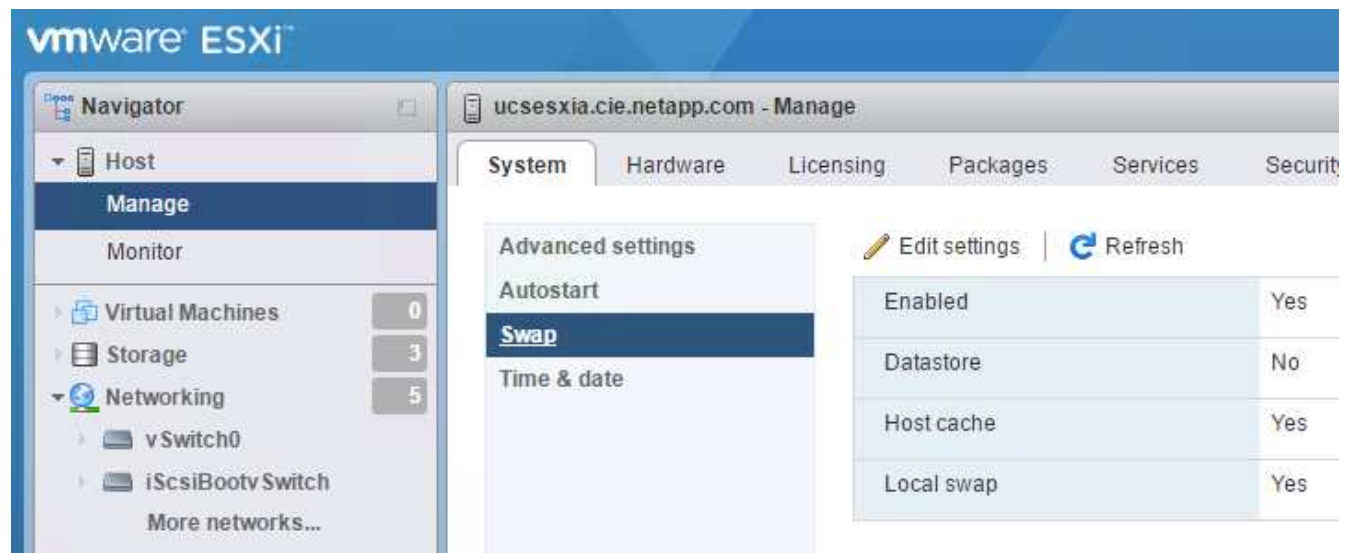 vmware® ESXi™
Navigator
Host
Manage
Monitor
Virtual Machines 0
Storage 3
Networking 5
vSwitch0
iScsiBootvSwitch
More networks...
ucsesxia.cie.netapp.com - Manage
System Hardware Licensing Packages Services Security
Advanced settings
Autostart
Swap
Time & date
Edit settings | Refresh
Enabled Yes
Datastore No
Host cache Yes
Local swap Yes